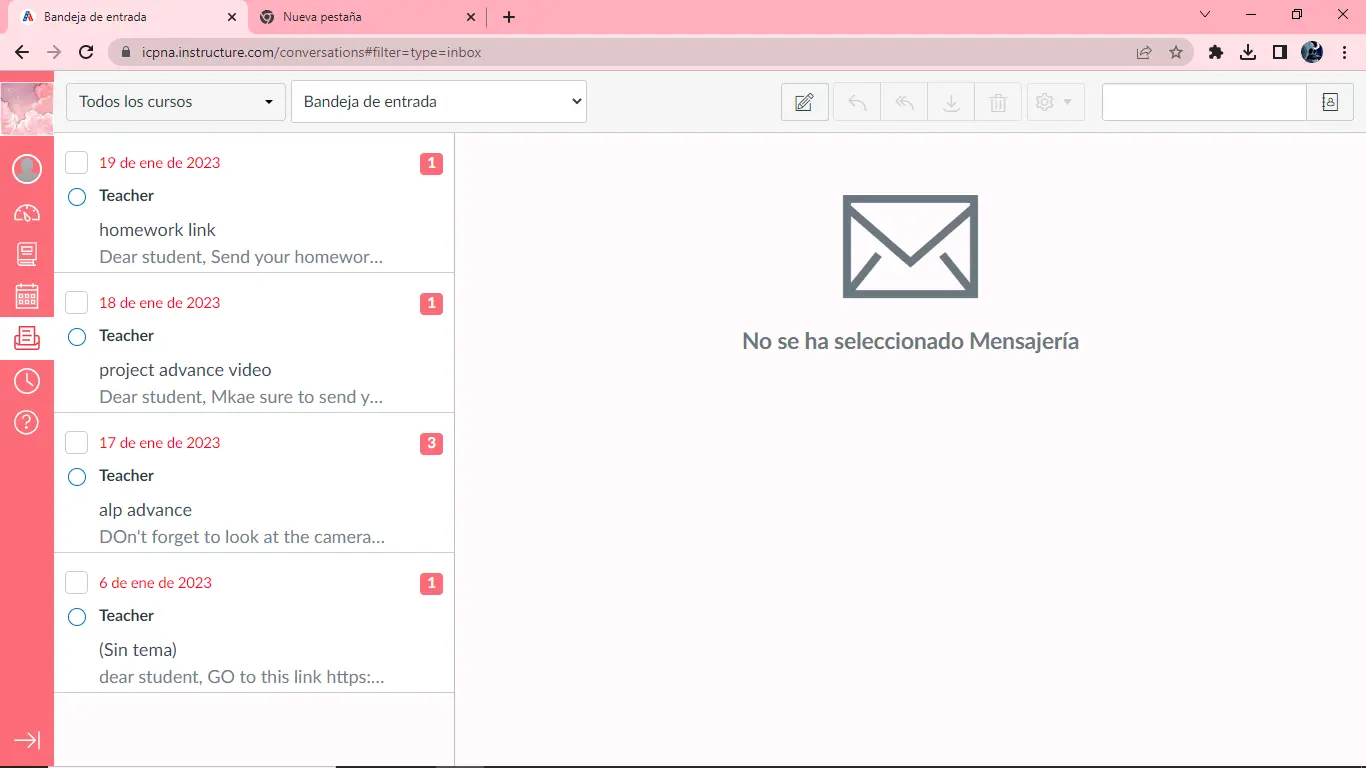 Bandeja de entrada
Nueva pestaña
icpna.instructure.com/conversations#filter=type=inbox
Todos los cursos
Bandeja de entrada
19 de ene de 2023
1
Teacher
homework link
Dear student, Send your homewor...
18 de ene de 2023
1
Teacher
project advance video
Dear student, Mkae sure to send y...
17 de ene de 2023
3
Teacher
alp advance
DOn't forget to look at the camera...
6 de ene de 2023
1
Teacher
(Sin tema)
dear student, GO to this link https:...
No se ha seleccionado Mensajería